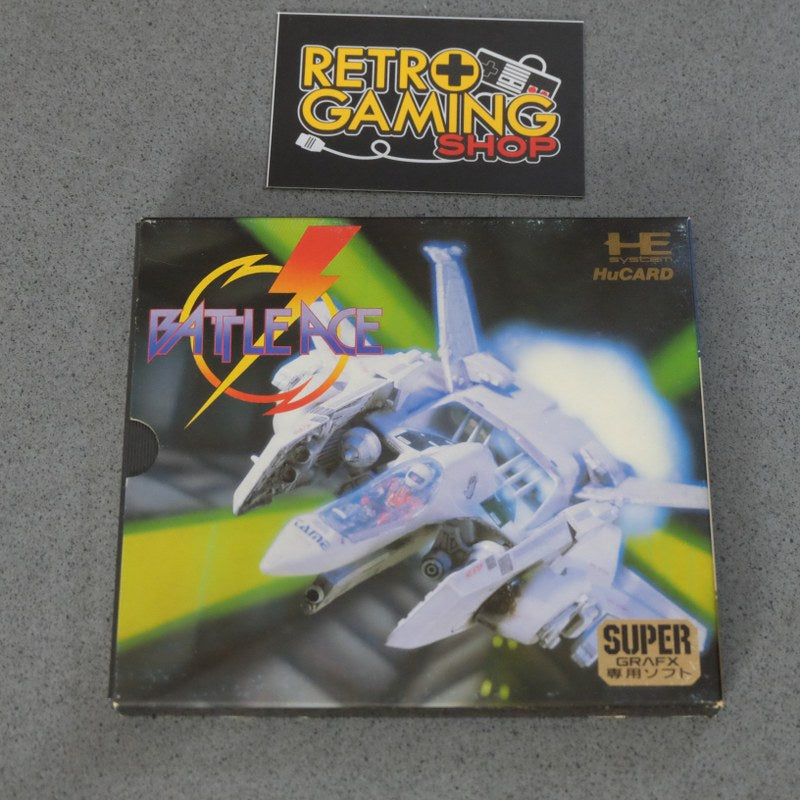 RETRO
GAMING
SHOP
HE
system
HuCARD
BATTLE ACE
SUPER
GRAFX
専用ソフト